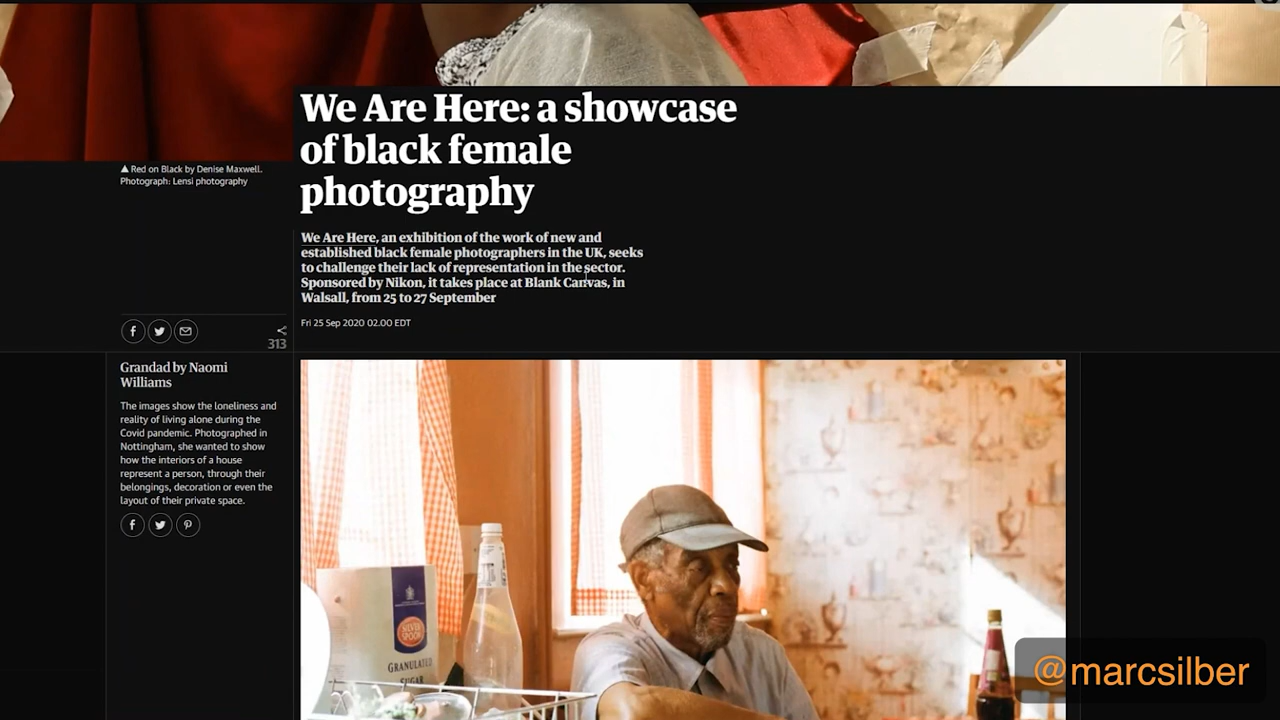 We Are Here: a showcase
of black female
photography
▲ Red on Black by Denise Maxwell.
Photograph: Lensi photography
We Are Here, an exhibition of the work of new and
established black female photographers in the UK, seeks
to challenge their lack of representation in the sector.
Sponsored by Nikon, it takes place at Blank Canvas, in
Walsall, from 25 to 27 September
Fri 25 Sep 2020 02.00 EDT
313
Grandad by Naomi
Williams
The images show the loneliness and
reality of living alone during the
Covid pandemic. Photographed in
Nottingham, she wanted to show
how the interiors of a house
represent a person, through their
belongings, decoration or even the
layout of their private space.
SILVER
SPOON
GRANULATED
SUGAR
@marcsilber